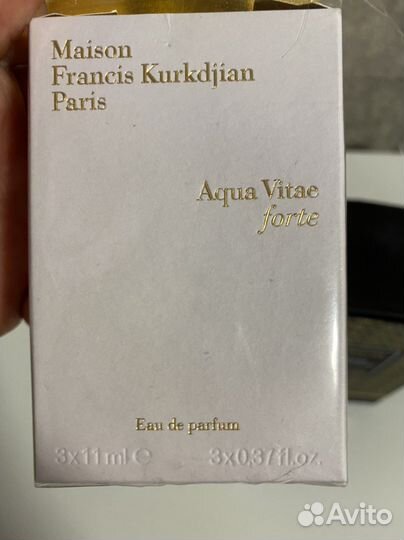 Maison
Francis Kurkdjian
Paris
Aqua Vitae
forte
Eau de parfum
3x11 ml ℮ 3x0,37 fl.oz.
Avito